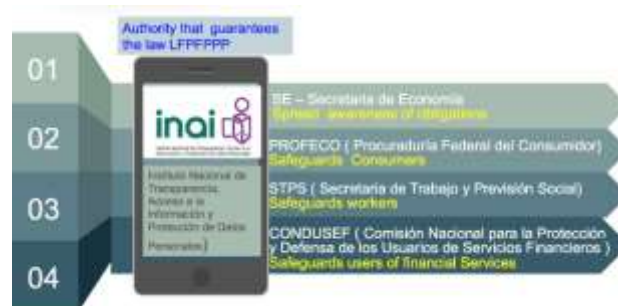 Authority that guarantees
the law LFPFPPP
01
02
03
04
inai
Instituto Nacional de
Transparencia,
Acceso a la
Información y
Protección de Datos
Personales)
SE – Secretaria de Economía
Spread awareness of obligations
PROFECO ( Procuraduría Federal del Consumidor)
Safeguards Consumers
STPS ( Secretaria de Trabajo y Previsión Social)
Safeguards workers
CONDUSEF ( Comisión Nacional para la Protección
y Defensa de los Usuarios de Servicios Financieros )
Safeguards users of financial Services